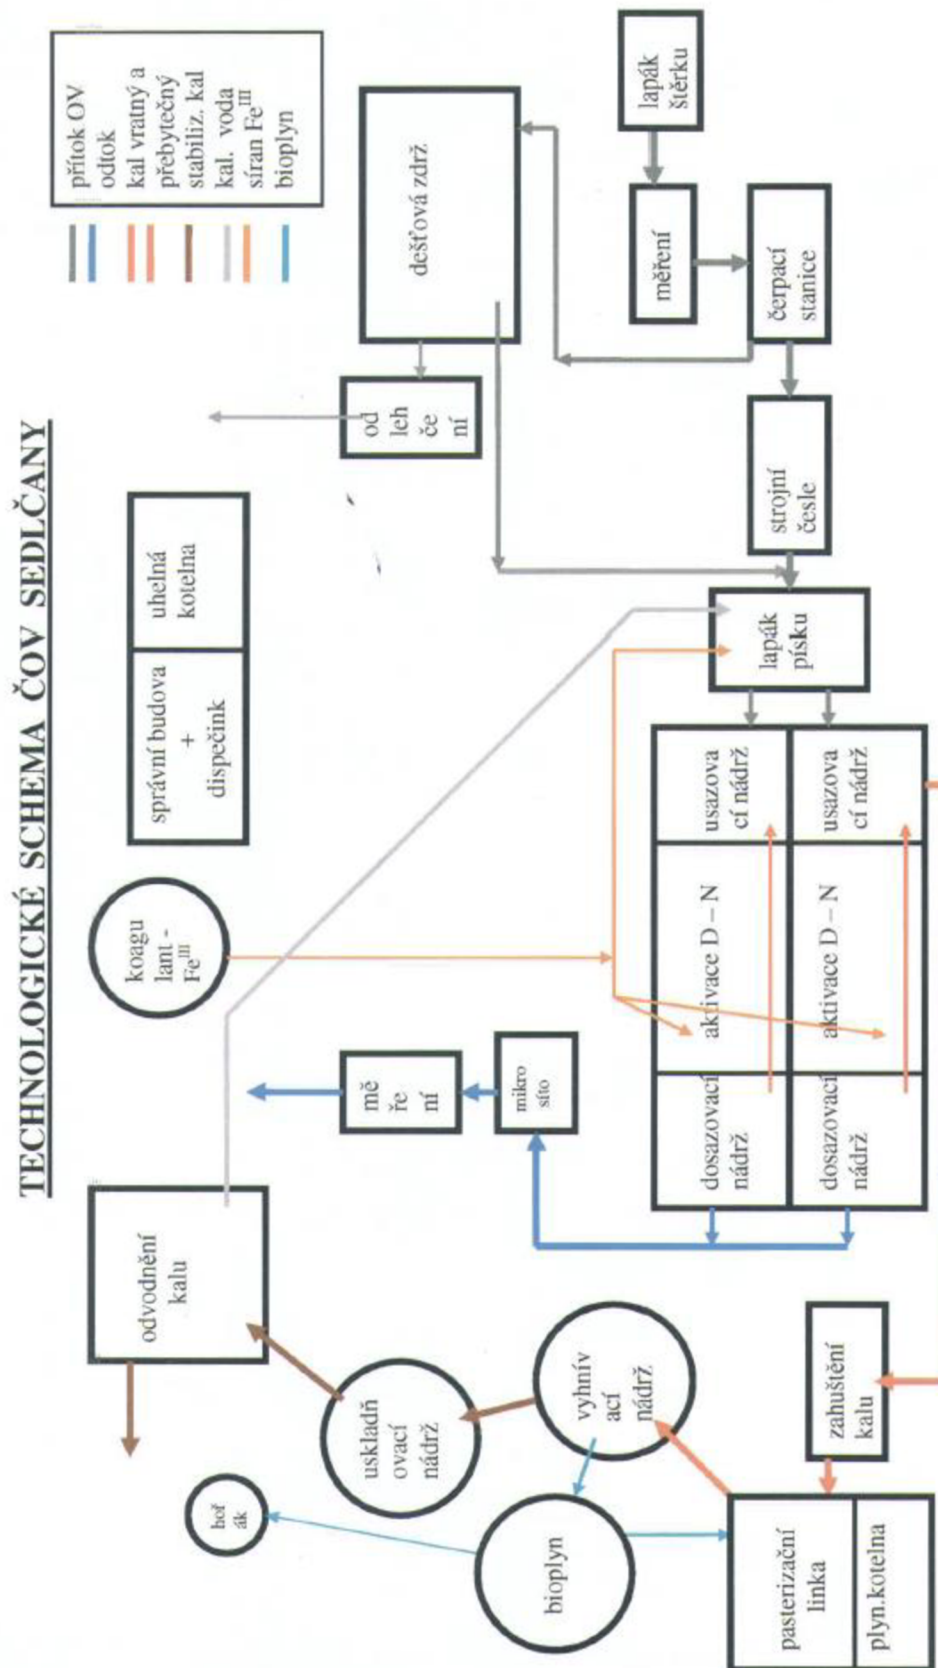 TECHNOLOGICKÉ SCHEMA ČOV SEDLČANY
přítok OV
odtok
kal vratný a
přebytečný
stabiliz. kal
kal. voda
síran Fe^III
bioplyn
odvodnění
kalu
koagu
lant -
Fe^III
správní budova
+
dispečink
uhelná
kotelna
hoř
ák
uskladň
ovací
nádrž
mě
ře
ní
od
leh
če
ní
dešťová zdrž
bioplyn
vyhnív
ací
nádrž
mikro
síto
měření
lapák
štěrku
pasterizační
linka
plyn.kotelna
zahuštění
kalu
dosazovací
nádrž
aktivace D – N
usazova
cí nádrž
dosazovací
nádrž
aktivace D – N
usazova
cí nádrž
lapák
písku
strojní
česle
čerpací
stanice